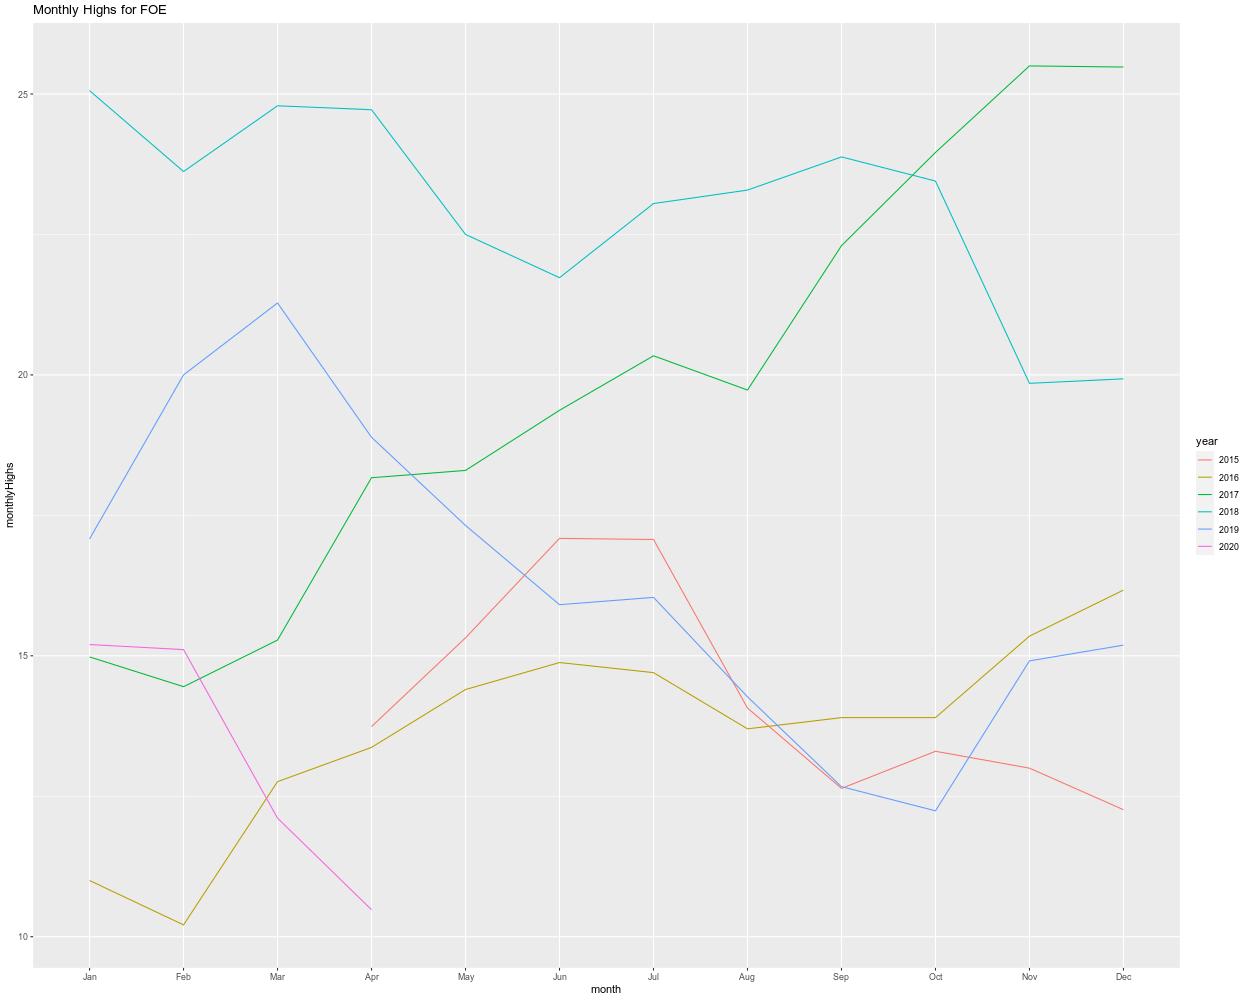 Monthly Highs for FOE
monthlyHighs
25
20
15
10
Jan Feb Mar Apr May Jun Jul Aug Sep Oct Nov Dec
month
year
2015
2016
2017
2018
2019
2020